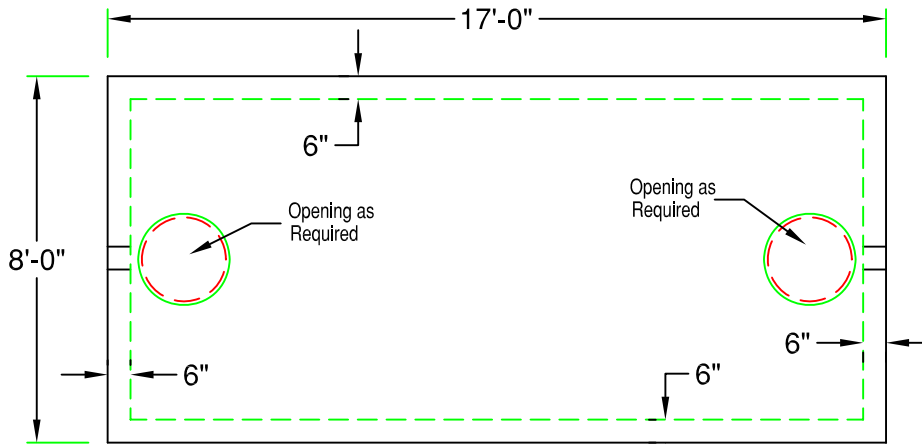 17'-0"
6"
Opening as
Required
Opening as
Required
8'-0"
6"
6"
6"